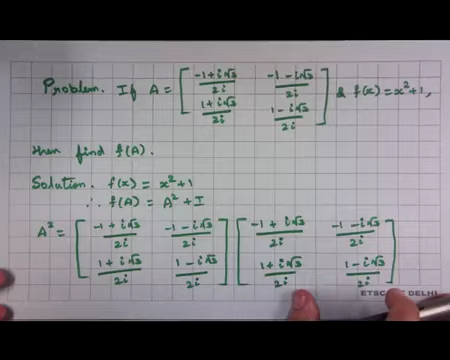 Problem. If A = [ (-1+i√3)/2i (-1-i√3)/2i
(1+i√3)/2i (1-i√3)/2i ] & f(x) = x²+1,
then find f(A).
Solution. f(x) = x²+1
∴ f(A) = A² + I
A² = [ (-1+i√3)/2i (-1-i√3)/2i ] [ (-1+i√3)/2i (-1-i√3)/2i ]
[ (1+i√3)/2i (1-i√3)/2i ] [ (1+i√3)/2i (1-i√3)/2i ]
DELHI